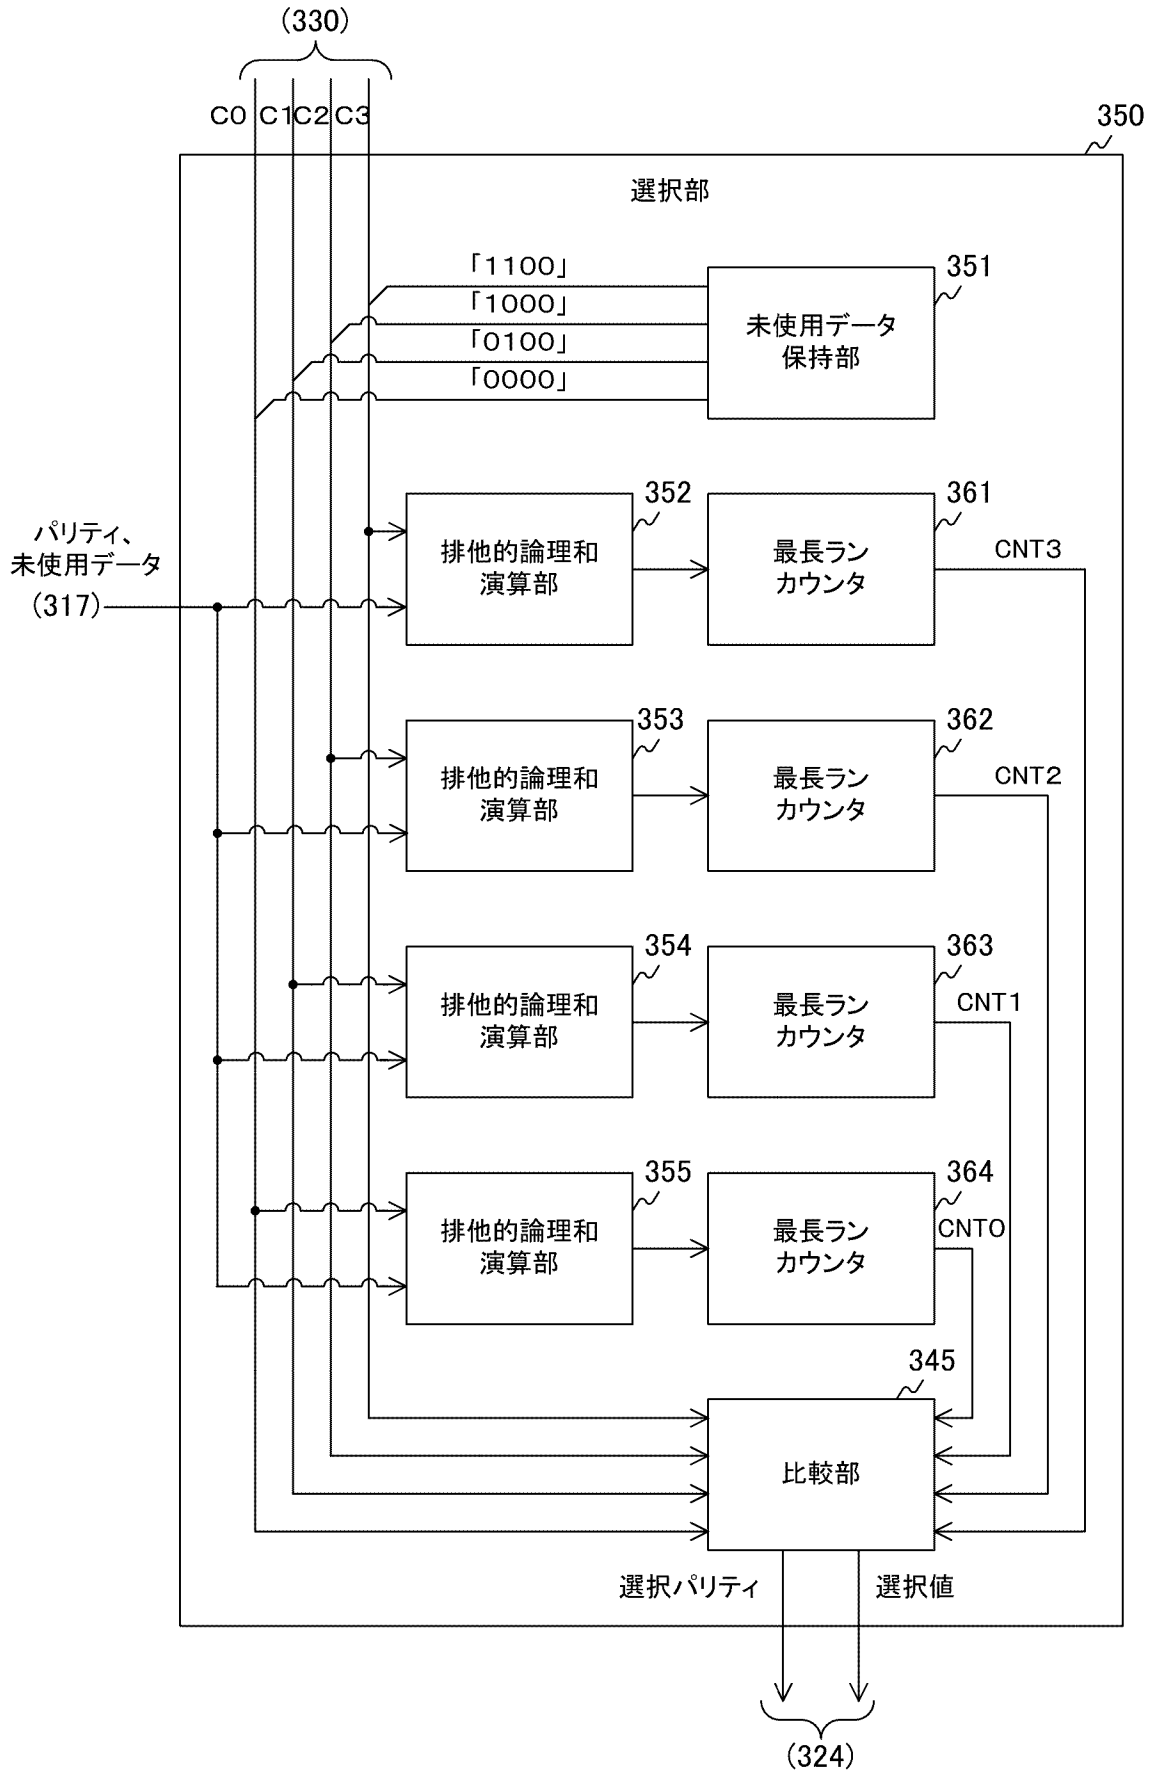 (330)
C0 C1 C2 C3
350
選択部
「1100」
「1000」
「0100」
「0000」
351
未使用データ
保持部
パリティ、
未使用データ
(317)
352
排他的論理和
演算部
361
最長ラン
カウンタ
CNT3
353
排他的論理和
演算部
362
最長ラン
カウンタ
CNT2
354
排他的論理和
演算部
363
最長ラン
カウンタ
CNT1
355
排他的論理和
演算部
364
最長ラン
カウンタ
CNT0
345
比較部
選択パリティ
選択値
(324)